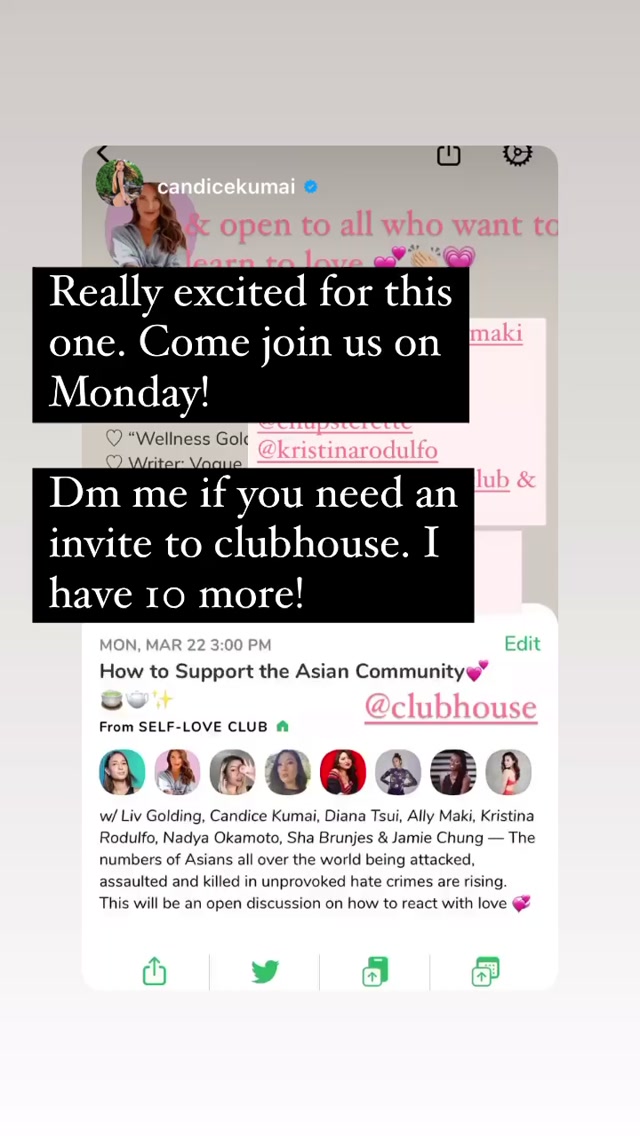 candicekumai
& open to all who want to
learn to love 💕👏🏻💗
Really excited for this
one. Come join us on
Monday!
maki
@chupsterette
♡ “Wellness Gold
@kristinarodulfo
♡ Writer: Vogue
lub &
Dm me if you need an
invite to clubhouse. I
have 10 more!
MON, MAR 22 3:00 PM
Edit
How to Support the Asian Community💕
🍵🫖✨
@clubhouse
From SELF-LOVE CLUB
w/ Liv Golding, Candice Kumai, Diana Tsui, Ally Maki, Kristina
Rodulfo, Nadya Okamoto, Sha Brunjes & Jamie Chung — The
numbers of Asians all over the world being attacked,
assaulted and killed in unprovoked hate crimes are rising.
This will be an open discussion on how to react with love 💞